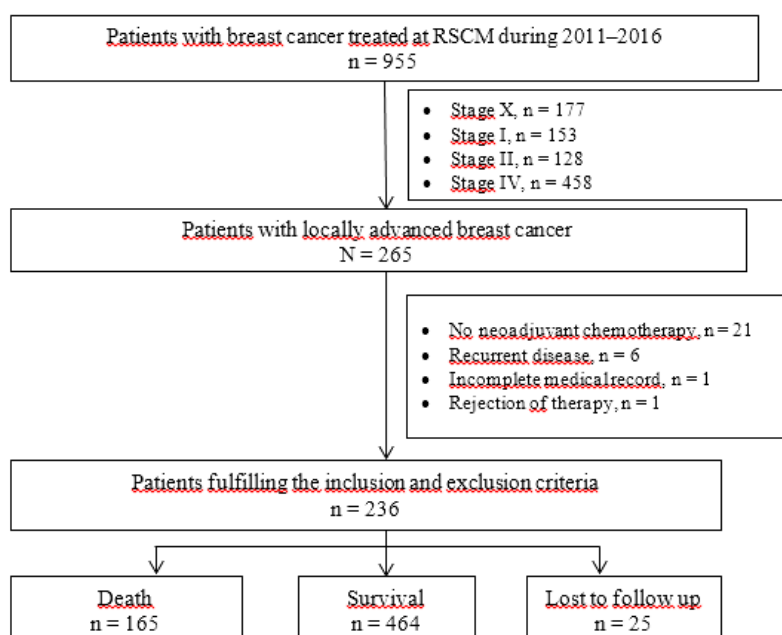 Patients with breast cancer treated at RSCM during 2011–2016
n = 955
• Stage X, n = 177
• Stage I, n = 153
• Stage II, n = 128
• Stage IV, n = 458
Patients with locally advanced breast cancer
N = 265
• No neoadjuvant chemotherapy, n = 21
• Recurrent disease, n = 6
• Incomplete medical record, n = 1
• Rejection of therapy, n = 1
Patients fulfilling the inclusion and exclusion criteria
n = 236
Death
n = 165
Survival
n = 464
Lost to follow up
n = 25